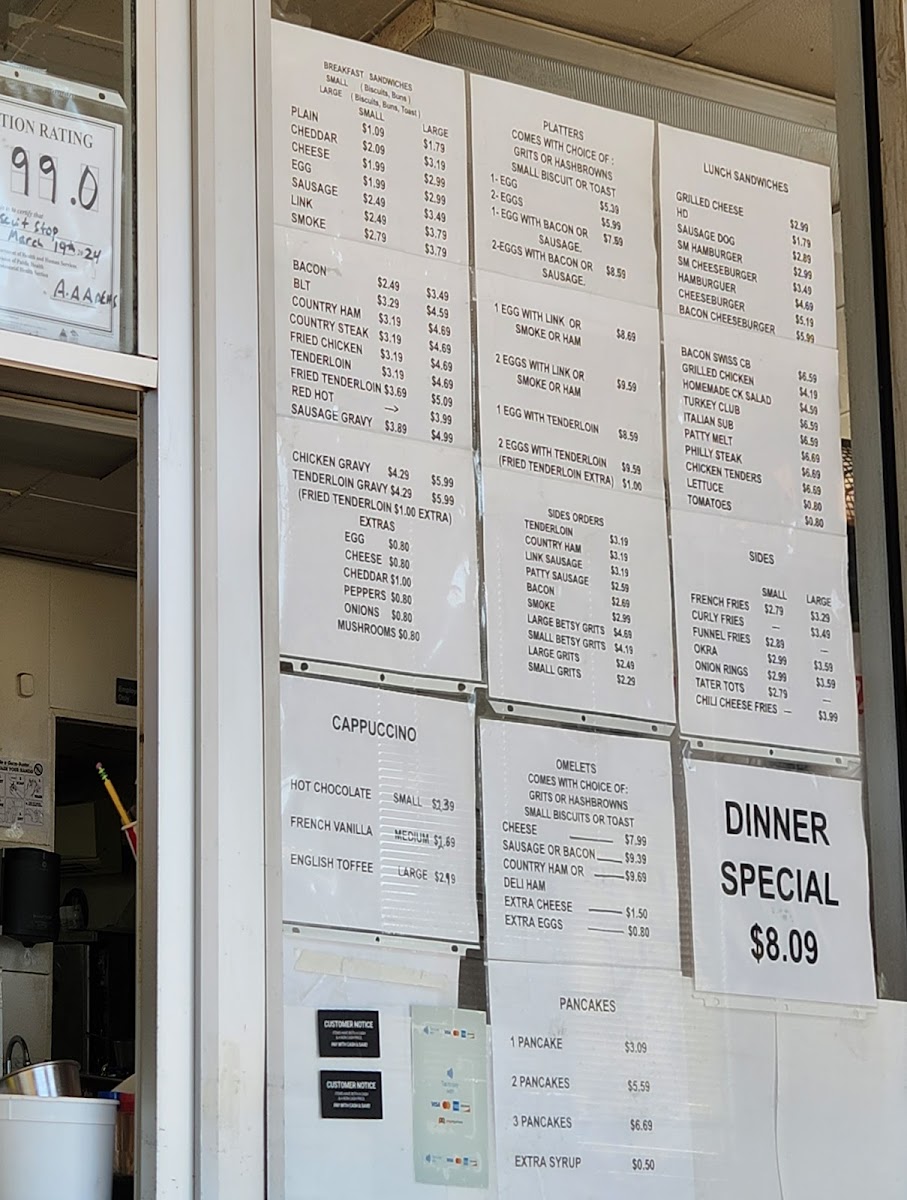 TION RATING
99.0
scuit Stop
March 19th 24
A.AArens
BREAKFAST SANDWICHES
SMALL (Biscuits, Buns)
LARGE (Biscuits, Buns, Toast)
SMALL LARGE
PLAIN $1.09 $1.79
CHEDDAR $2.09 $3.19
CHEESE $1.99 $2.99
EGG $1.99 $2.99
SAUSAGE $2.49 $3.49
LINK $2.49 $3.79
SMOKE $2.79 $3.79
BACON $2.49 $3.49
BLT $3.29 $4.59
COUNTRY HAM $3.19 $4.69
COUNTRY STEAK $3.19 $4.69
FRIED CHICKEN $3.19 $4.69
TENDERLOIN $3.19 $4.69
FRIED TENDERLOIN $3.69 $5.09
RED HOT → $3.99
SAUSAGE GRAVY $3.89 $4.99
CHICKEN GRAVY $4.29 $5.99
TENDERLOIN GRAVY $4.29 $5.99
(FRIED TENDERLOIN $1.00 EXTRA)
EXTRAS
EGG $0.80
CHEESE $0.80
CHEDDAR $1.00
PEPPERS $0.80
ONIONS $0.80
MUSHROOMS $0.80
CAPPUCCINO
HOT CHOCOLATE SMALL $1.39
FRENCH VANILLA MEDIUM $1.69
ENGLISH TOFFEE LARGE $2.19
CUSTOMER NOTICE
PAY WITH CASH & SAVE!
CUSTOMER NOTICE
PAY WITH CASH & SAVE!
VISA
PLATTERS
COMES WITH CHOICE OF :
GRITS OR HASHBROWNS
SMALL BISCUIT OR TOAST
1- EGG $5.39
2- EGGS $5.99
1- EGG WITH BACON OR $7.69
SAUSAGE.
2-EGGS WITH BACON OR $8.59
SAUSAGE.
1 EGG WITH LINK OR
SMOKE OR HAM $8.69
2 EGGS WITH LINK OR
SMOKE OR HAM $9.59
1 EGG WITH TENDERLOIN $8.59
2 EGGS WITH TENDERLOIN $9.59
(FRIED TENDERLOIN EXTRA) $1.00
SIDES ORDERS
TENDERLOIN $3.19
COUNTRY HAM $3.19
LINK SAUSAGE $3.19
PATTY SAUSAGE $2.59
BACON $2.69
SMOKE $2.99
LARGE BETSY GRITS $4.69
SMALL BETSY GRITS $4.19
LARGE GRITS $2.49
SMALL GRITS $2.29
OMELETS
COMES WITH CHOICE OF:
GRITS OR HASHBROWNS
SMALL BISCUITS OR TOAST
CHEESE $7.99
SAUSAGE OR BACON $9.39
COUNTRY HAM OR $9.69
DELI HAM
EXTRA CHEESE $1.50
EXTRA EGGS $0.80
PANCAKES
1 PANCAKE $3.09
2 PANCAKES $5.59
3 PANCAKES $6.69
EXTRA SYRUP $0.50
LUNCH SANDWICHES
GRILLED CHEESE $2.99
HD $1.79
SAUSAGE DOG $2.89
SM HAMBURGER $2.99
SM CHEESEBURGER $3.49
HAMBURGUER $4.69
CHEESEBURGER $5.19
BACON CHEESEBURGER $5.99
BACON SWISS CB $6.59
GRILLED CHICKEN $4.19
HOMEMADE CK SALAD $4.59
TURKEY CLUB $6.59
ITALIAN SUB $6.59
PATTY MELT $6.69
PHILLY STEAK $6.69
CHICKEN TENDERS $6.69
LETTUCE $0.80
TOMATOES $0.80
SIDES
SMALL LARGE
FRENCH FRIES $2.79 $3.29
CURLY FRIES — $3.49
FUNNEL FRIES $2.89 —
OKRA $2.99 $3.59
ONION RINGS $2.99 $3.59
TATER TOTS $2.79 —
CHILI CHEESE FRIES — $3.99
DINNER
SPECIAL
$8.09